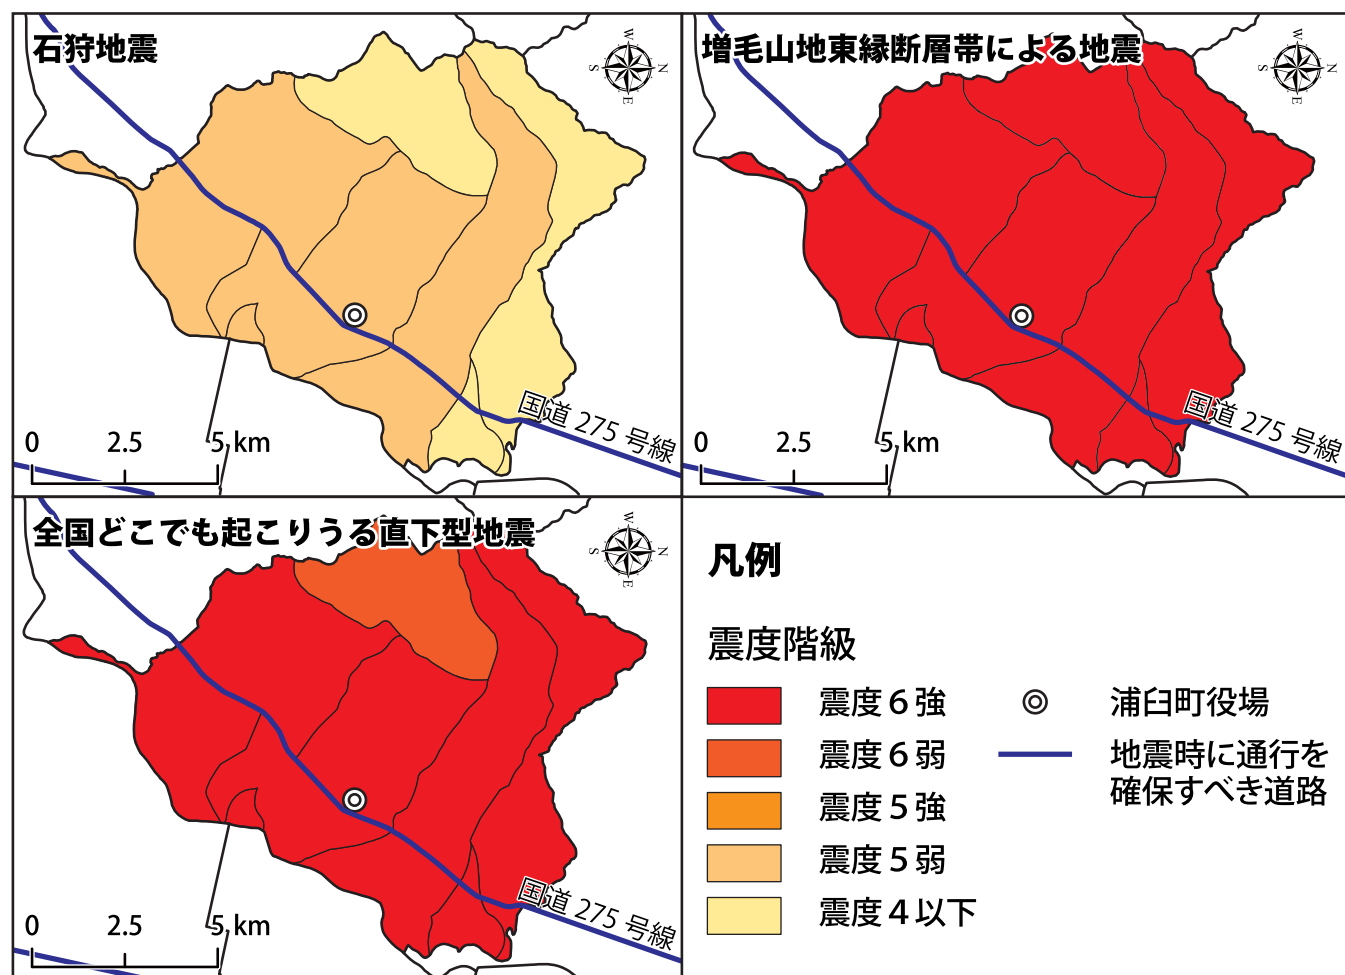 石狩地震
W
S N
E
国道 275 号線
0 2.5 5 km
増毛山地東縁断層帯による地震
W
S N
E
国道 275 号線
0 2.5 5 km
全国どこでも起こりうる直下型地震
W
S N
E
国道 275 号線
0 2.5 5 km
凡例
震度階級
震度6強
震度6弱
震度5強
震度5弱
震度4以下
浦臼町役場
地震時に通行を
確保すべき道路